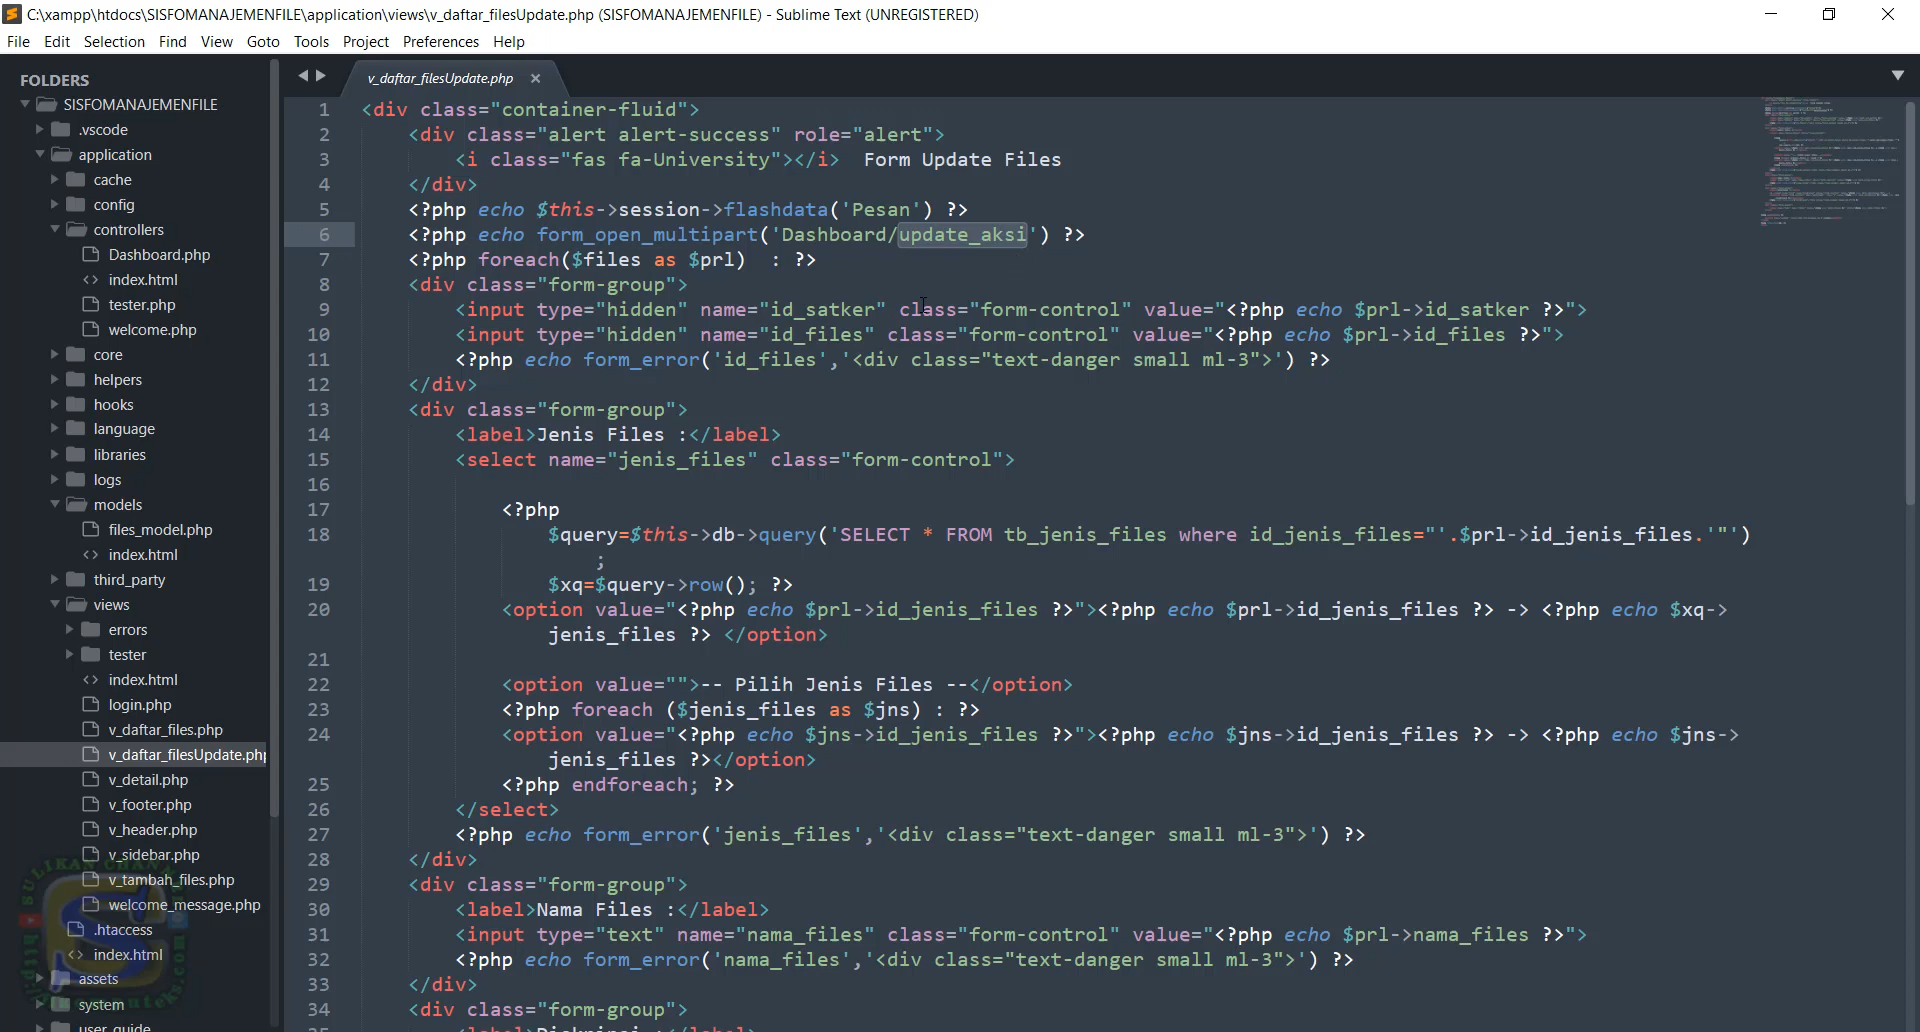 C:\xampp\htdocs\SISFOMANAJEMENFILE\application\views\v_daftar_filesUpdate.php (SISFOMANAJEMENFILE) - Sublime Text (UNREGISTERED)
File Edit Selection Find View Goto Tools Project Preferences Help
FOLDERS
SISFOMANAJEMENFILE
.vscode
application
cache
config
controllers
Dashboard.php
index.html
tester.php
welcome.php
core
helpers
hooks
language
libraries
logs
models
files_model.php
index.html
third_party
views
errors
tester
index.html
login.php
v_daftar_files.php
v_daftar_filesUpdate.php
v_detail.php
v_footer.php
v_header.php
v_sidebar.php
v_tambah_files.php
welcome_message.php
.htaccess
index.html
assets
system
user_guide
SULIKAN CHANNEL
v_daftar_filesUpdate.php
1 <div class="container-fluid">
2 <div class="alert alert-success" role="alert">
3 <i class="fas fa-University"></i>  Form Update Files
4 </div>
5 <?php echo $this->session->flashdata('Pesan') ?>
6 <?php echo form_open_multipart('Dashboard/update_aksi') ?>
7 <?php foreach($files as $prl)  : ?>
8 <div class="form-group">
9 <input type="hidden" name="id_satker" class="form-control" value="<?php echo $prl->id_satker ?>">
10 <input type="hidden" name="id_files" class="form-control" value="<?php echo $prl->id_files ?>">
11 <?php echo form_error('id_files','<div class="text-danger small ml-3">') ?>
12 </div>
13 <div class="form-group">
14 <label>Jenis Files :</label>
15 <select name="jenis_files" class="form-control">
16
17 <?php
18 $query=$this->db->query('SELECT * FROM tb_jenis_files where id_jenis_files="'.$prl->id_jenis_files.'"')
;
19 $xq=$query->row(); ?>
20 <option value="<?php echo $prl->id_jenis_files ?>"><?php echo $prl->id_jenis_files ?> -> <?php echo $xq->
jenis_files ?> </option>
21
22 <option value="">-- Pilih Jenis Files --</option>
23 <?php foreach ($jenis_files as $jns) : ?>
24 <option value="<?php echo $jns->id_jenis_files ?>"><?php echo $jns->id_jenis_files ?> -> <?php echo $jns->
jenis_files ?></option>
25 <?php endforeach; ?>
26 </select>
27 <?php echo form_error('jenis_files','<div class="text-danger small ml-3">') ?>
28 </div>
29 <div class="form-group">
30 <label>Nama Files :</label>
31 <input type="text" name="nama_files" class="form-control" value="<?php echo $prl->nama_files ?>">
32 <?php echo form_error('nama_files','<div class="text-danger small ml-3">') ?>
33 </div>
34 <div class="form-group">